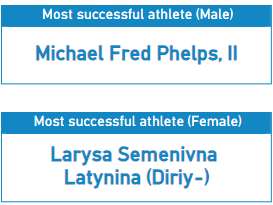 Most successful athlete (Male)
Michael Fred Phelps, II
Most successful athlete (Female)
Larysa Semenivna
Latynina (Diriy-)